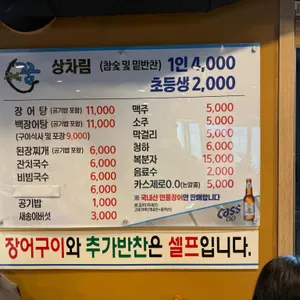 상차림 (참숯 및 밑반찬) 1인 4,000
초등생 2,000
장어탕 (공기밥 포함) 11,000
백장어탕 (공기밥 포함) 11,000
(구이식사 및 포장 9,000)
된장찌개 (공기밥 포함) 6,000
잔치국수 6,000
비빔국수 6,000
6,000
공기밥 1,000
새송이버섯 3,000
맥주 5,000
소주 5,000
막걸리 5,000
청하 6,000
복분자 15,000
음료수 2,000
카스제로0.0(논알콜) 5,000
※ 국내산 민물장어만 판매합니다
Cass
0.0
장어구이와 추가반찬은 셀프입니다.